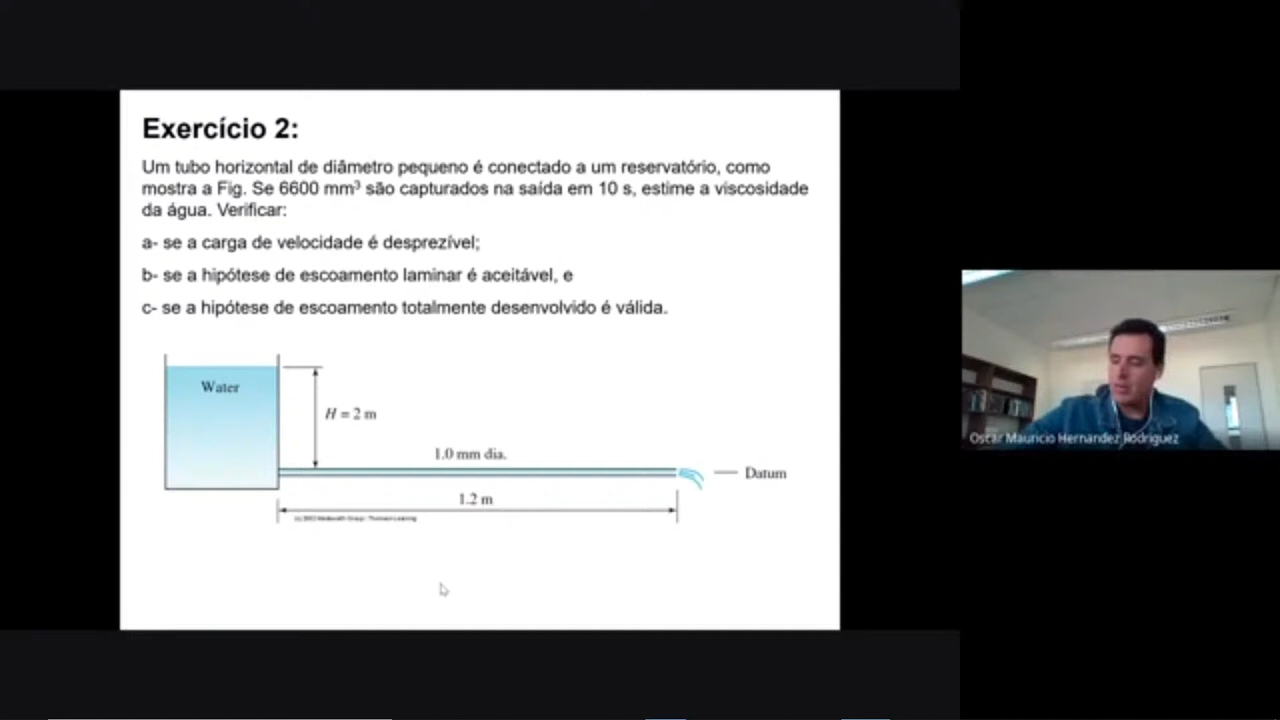 Exercício 2:
Um tubo horizontal de diâmetro pequeno é conectado a um reservatório, como
mostra a Fig. Se 6600 mm³ são capturados na saída em 10 s, estime a viscosidade
da água. Verificar:
a- se a carga de velocidade é desprezível;
b- se a hipótese de escoamento laminar é aceitável, e
c- se a hipótese de escoamento totalmente desenvolvido é válida.
Water
H = 2 m
1.0 mm dia.
Datum
1.2 m
Oscar Mauricio Hernandez Rodriguez